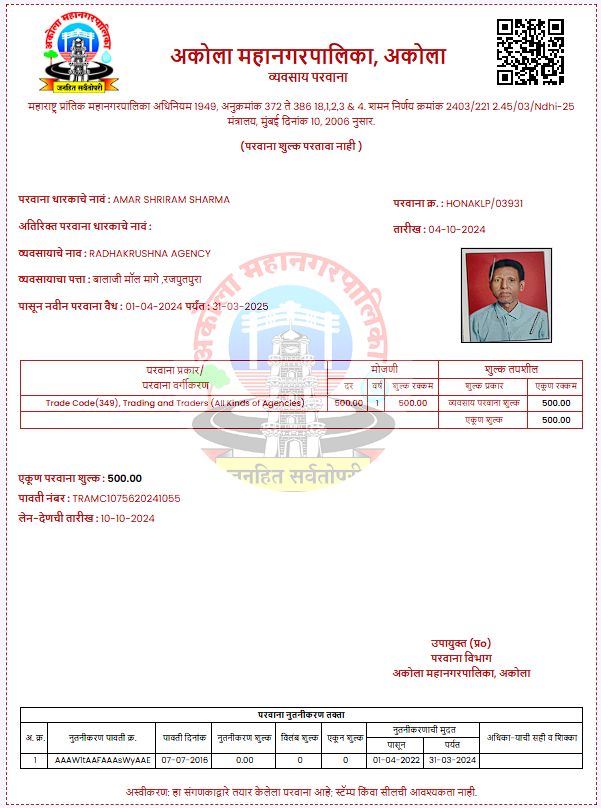 अकोला महानगरपालिका
जनहित सर्वतोपरी
अकोला महानगरपालिका, अकोला
व्यवसाय परवाना
महाराष्ट्र प्रांतिक महानगरपालिका अधिनियम 1949, अनुक्रमांक 372 ते 386 18,1,2,3 & 4. शासन निर्णय क्रमांक 2403/221 2.45/03/Ndhi-25
मंत्रालय, मुंबई दिनांक 10, 2006 नुसार.
(परवाना शुल्क परतावा नाही )
परवाना धारकाचे नावं : AMAR SHRIRAM SHARMA
परवाना क्र. : HONAKLP/03931
अतिरिक्त परवाना धारकाचे नावं :
तारीख : 04-10-2024
व्यवसायाचे नाव : RADHAKRUSHNA AGENCY
व्यवसायाचा पत्ता : बालाजी मॉल मागे ,रजपुतपुरा
पासून नवीन परवाना वैध : 01-04-2024 पर्यंत : 31-03-2025
अकोला महानगरपालिका
परवाना प्रकार/ परवाना वर्गीकरण मोजणी शुल्क तपशील
दर वर्ष शुल्क रक्कम शुल्क प्रकार एकूण रक्कम
Trade Code(349), Trading and Traders (All Kinds of Agencies) 500.00 1 500.00 व्यवसाय परवाना शुल्क 500.00
एकूण शुल्क 500.00
जनहित सर्वतोपरी
एकूण परवाना शुल्क : 500.00
पावती नंबर : TRAMC1075620241055
लेन-देणची तारीख : 10-10-2024
उपायुक्त (प्र०)
परवाना विभाग
अकोला महानगरपालिका, अकोला
परवाना नुतनीकरण तक्ता
अ. क्र. नुतनीकरण पावती क्र. पावती दिनांक नुतनीकरण शुल्क विलंब शुल्क एकून शुल्क नुतनीकरणाची मुदत अधिका-याची सही व शिक्का
पासून पर्यंत
1 AAAW1tAAFAAAsWyAAE 07-07-2016 0.00 0 0 01-04-2022 31-03-2024
अस्वीकरण: हा संगणकाद्वारे तयार केलेला परवाना आहे; स्टॅम्प किंवा सीलची आवश्यकता नाही.